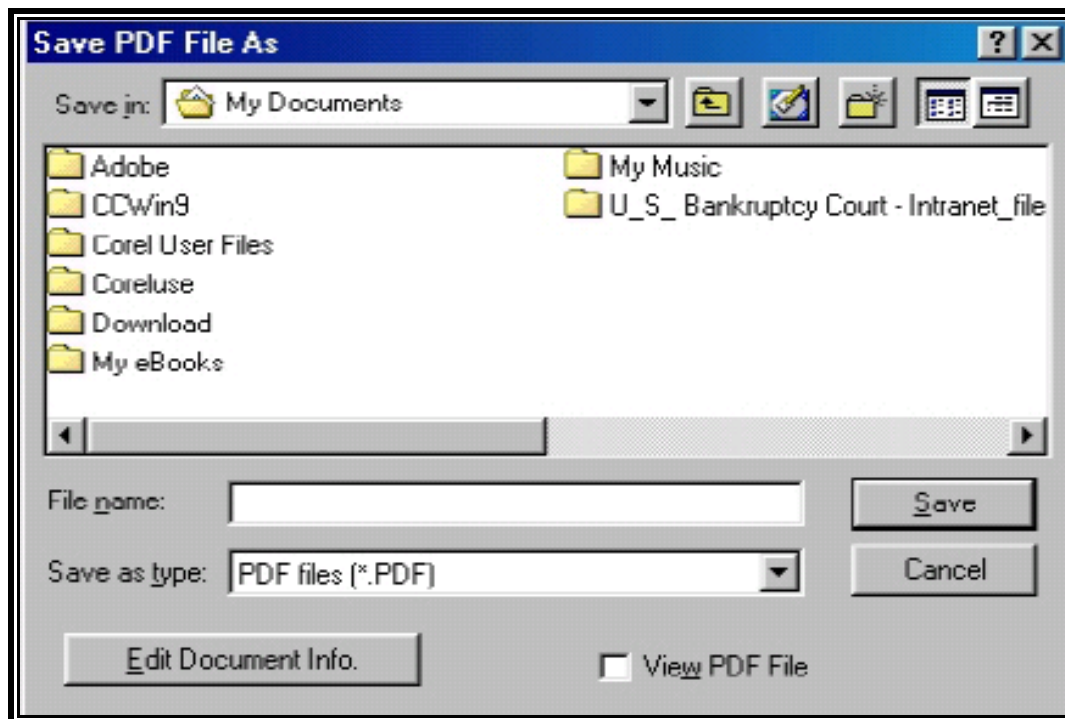 Save PDF File As
Save in: My Documents
Adobe
CCWin9
Corel User Files
Coreluse
Download
My eBooks
My Music
U_S_ Bankruptcy Court - Intranet_file
File name:
Save
Save as type: PDF files (*.PDF)
Cancel
Edit Document Info.
View PDF File